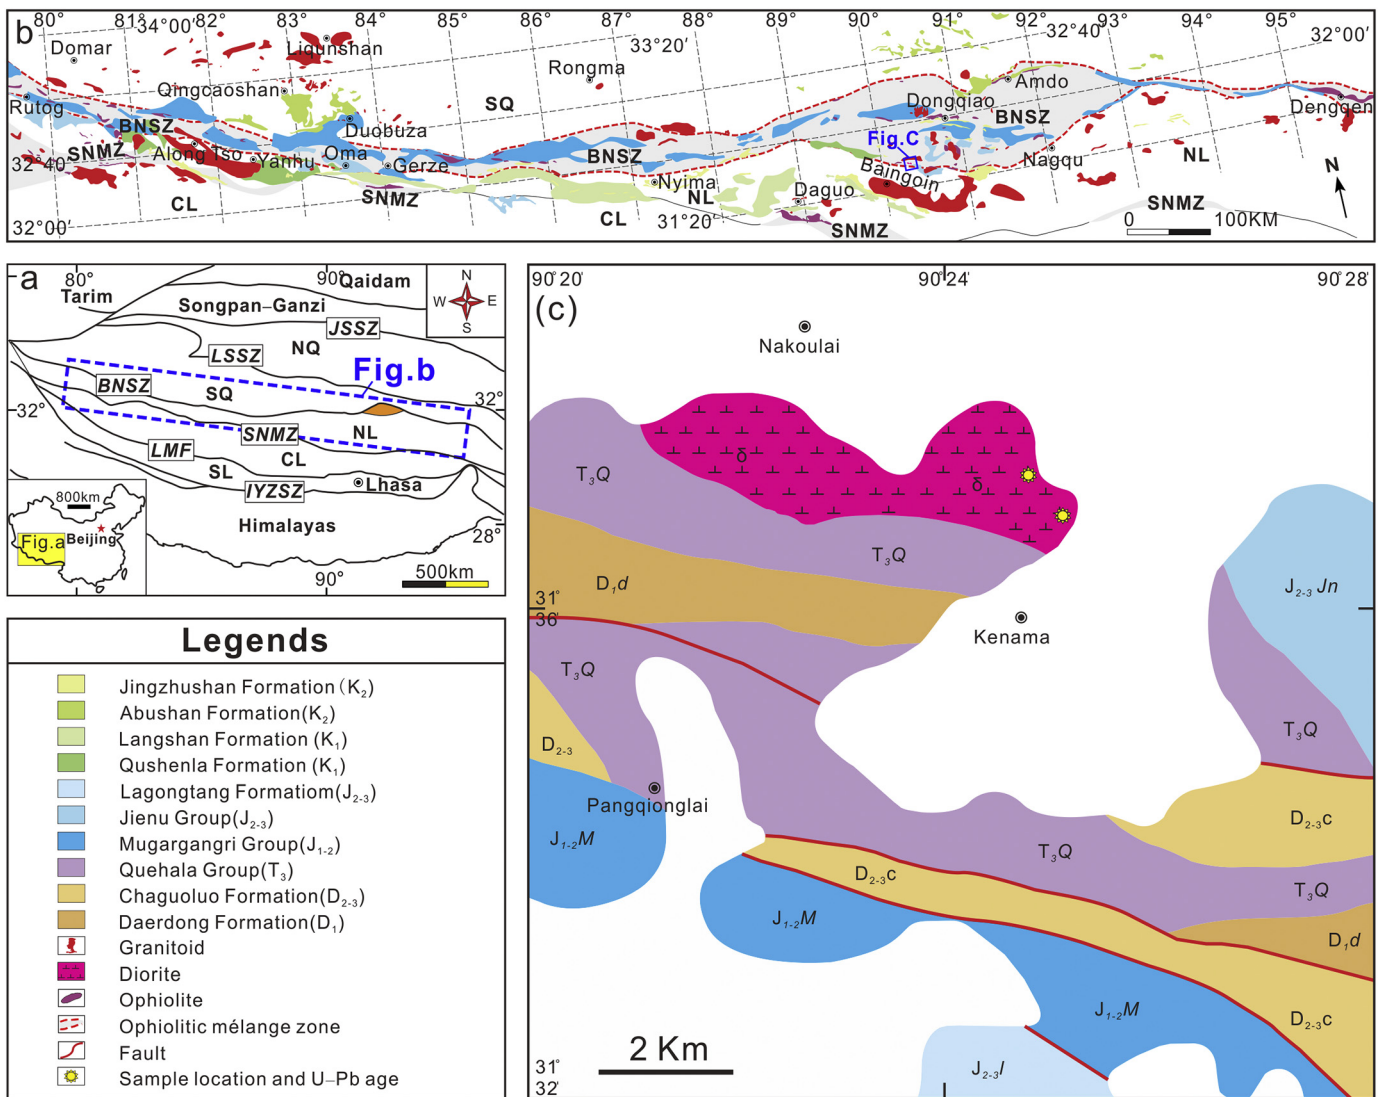 b
80°
81°
34°00′
82°
83°
84°
85°
86°
87°
33°20′
88°
89°
90°
91°
92°
32°40′
93°
94°
95°
32°00′
Domar
Liqunshan
Rongma
Qingcaoshan
SQ
Amdo
Dongqiao
Dengqen
Rutog
BNSZ
Duobuza
BNSZ
Fig.C
SNMZ
Along Tso
Yanhu
Oma
Gerze
BNSZ
Nagqu
NL
N
32°40′
Baingoin
Nyima
Daguo
CL
SNMZ
NL
SNMZ
CL
31°20′
SNMZ
0
100KM
32°00′
a
80°
90°
Qaidam
Tarim
Songpan–Ganzi
N
W
E
S
JSSZ
NQ
LSSZ
Fig.b
BNSZ
SQ
32°
32°
SNMZ
NL
LMF
CL
SL
Lhasa
IYZSZ
800km
Himalayas
28°
Fig.a
Beijing
90°
500km
Legends
Jingzhushan Formation (K2)
Abushan Formation(K2)
Langshan Formation (K1)
Qushenla Formation (K1)
Lagongtang Formatiom(J2-3)
Jienu Group(J2-3)
Mugargangri Group(J1-2)
Quehala Group(T3)
Chaguoluo Formation(D2-3)
Daerdong Formation(D1)
Granitoid
Diorite
Ophiolite
Ophiolitic mélange zone
Fault
Sample location and U–Pb age
90°20′
90°24′
90°28′
(c)
Nakoulai
δ
T3Q
δ
T3Q
D1d
J2-3 Jn
31°
36′
Kenama
T3Q
T3Q
D2-3
Pangqionglai
D2-3c
J1-2M
T3Q
D2-3c
T3Q
J1-2M
D1d
J1-2M
D2-3c
2 Km
31°
32′
J2-3l